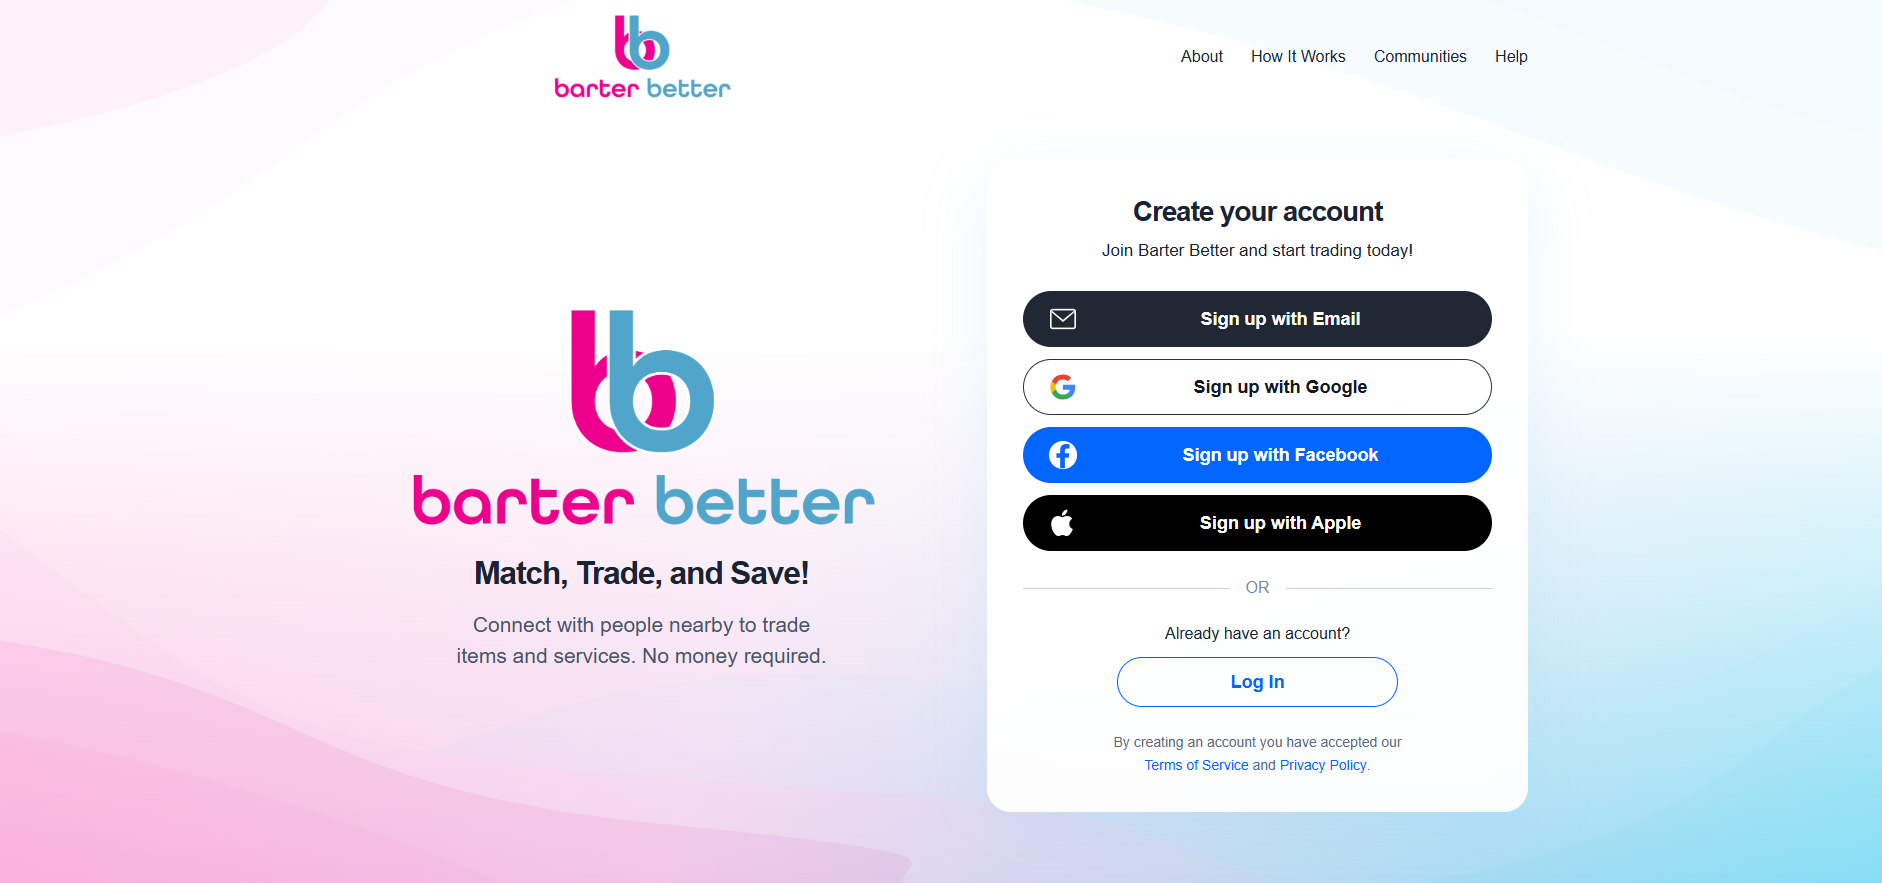 barter better
About How It Works Communities Help
barter better
Match, Trade, and Save!
Connect with people nearby to trade
items and services. No money required.
Create your account
Join Barter Better and start trading today!
Sign up with Email
Sign up with Google
Sign up with Facebook
Sign up with Apple
OR
Already have an account?
Log In
By creating an account you have accepted our
Terms of Service and Privacy Policy.